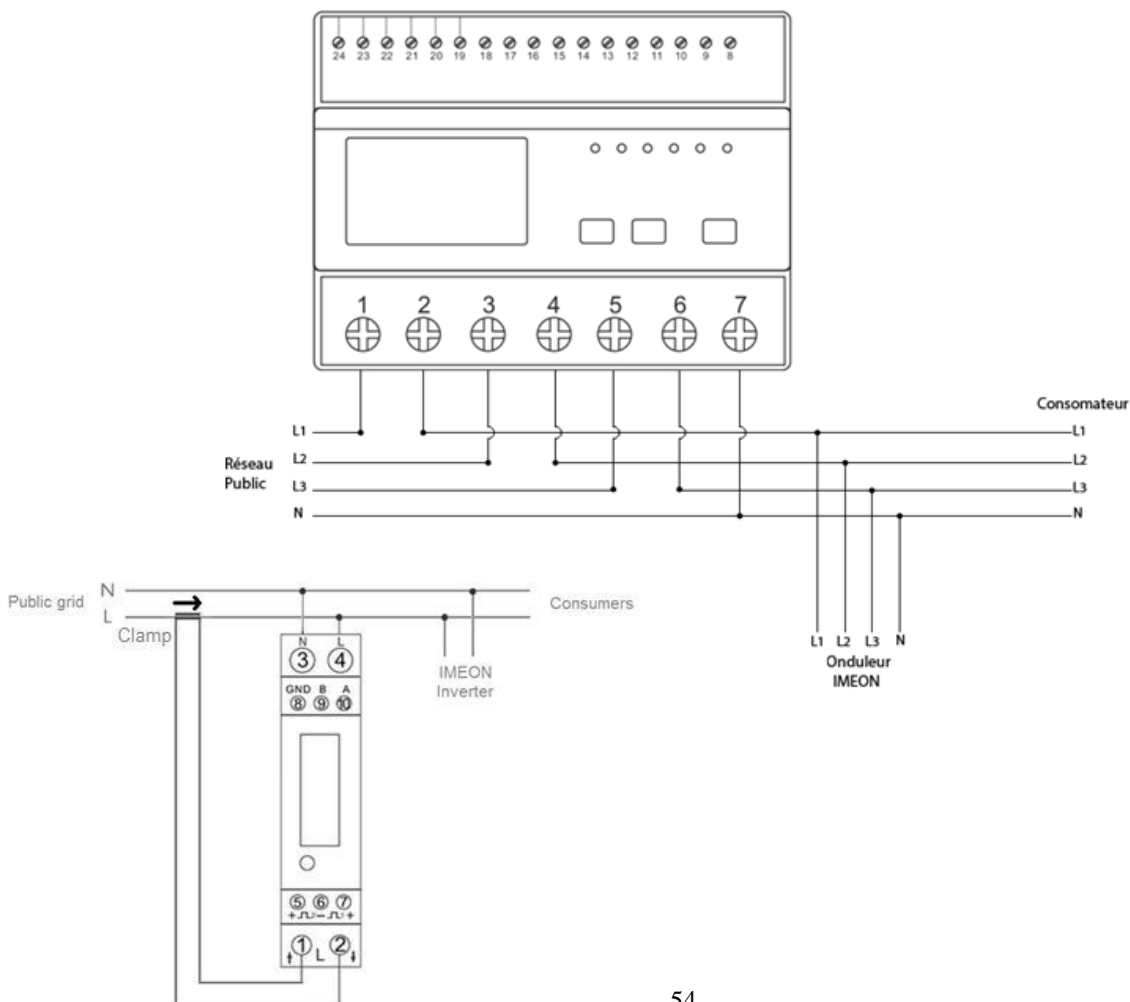 24 23 22 21 20 19 18 17 16 15 14 13 12 11 10 9 8
1 2 3 4 5 6 7
Consomateur
L1 L1
Réseau L2 L2
Public L3 L3
N N
L1 L2 L3 N
Onduleur
IMEON
Public grid N Consumers
L
Clamp
N L
3 4
IMEON
Inverter
GND B A
8 9 10
5 6 7
+ - +
1 L 2
54